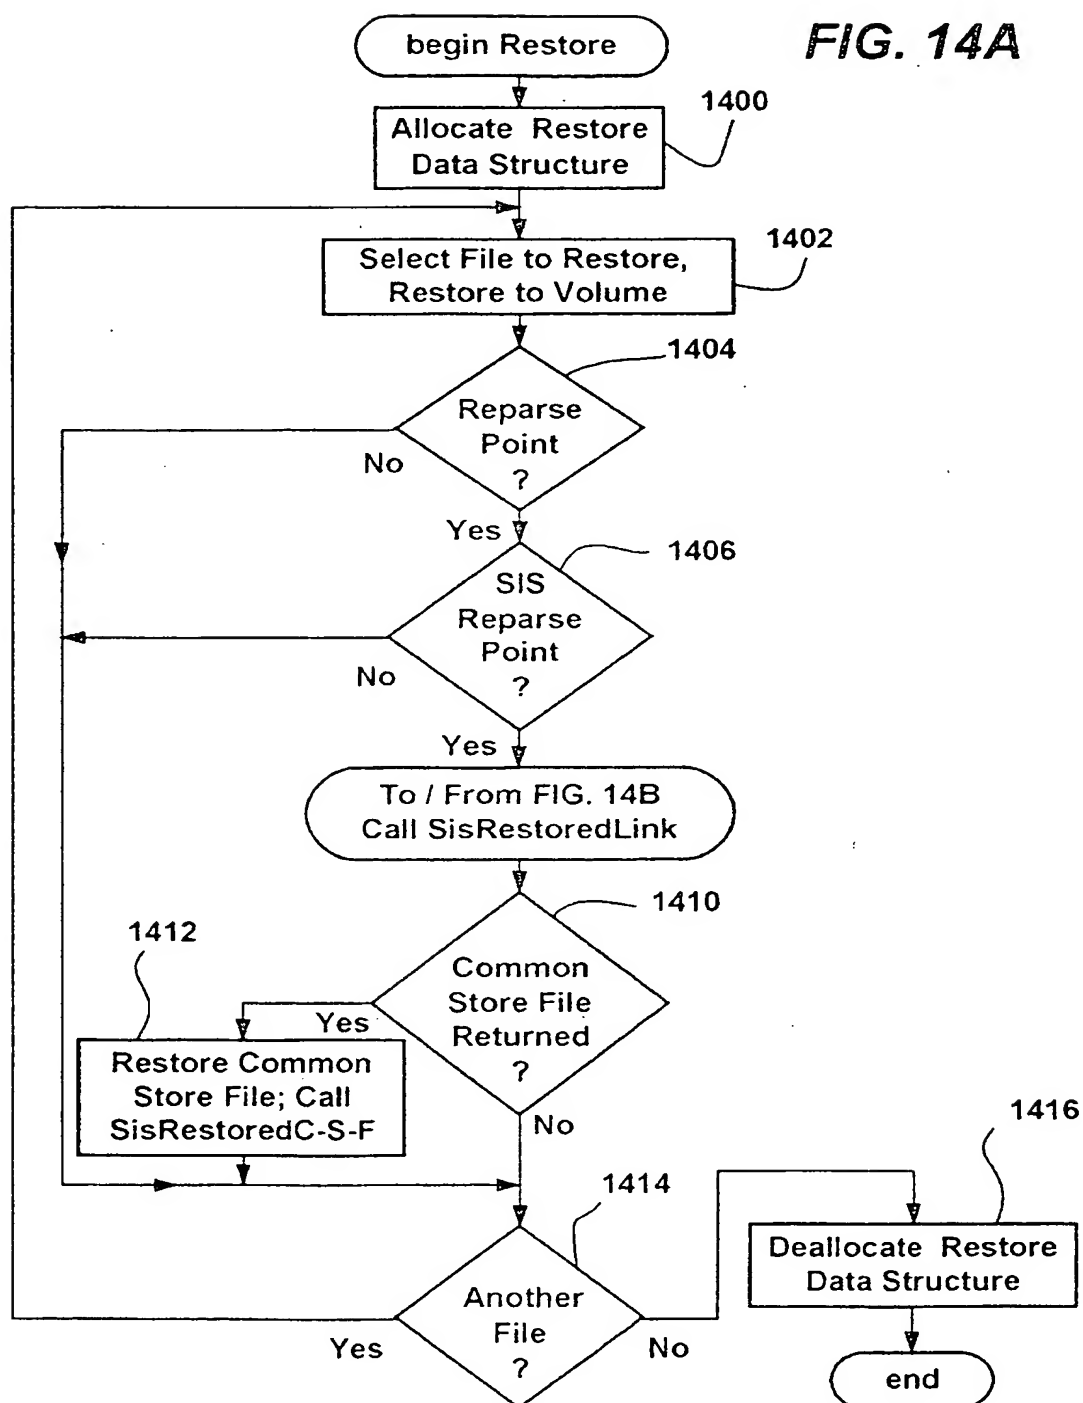 FIG. 14A
begin Restore
1400
Allocate Restore
Data Structure
1402
Select File to Restore,
Restore to Volume
1404
Reparse
Point
?
No
Yes
1406
SIS
Reparse
Point
?
No
Yes
To / From FIG. 14B
Call SisRestoredLink
1410
Common
Store File
Returned
?
Yes
No
1412
Restore Common
Store File; Call
SisRestoredC-S-F
1414
Another
File
?
Yes
No
1416
Deallocate Restore
Data Structure
end